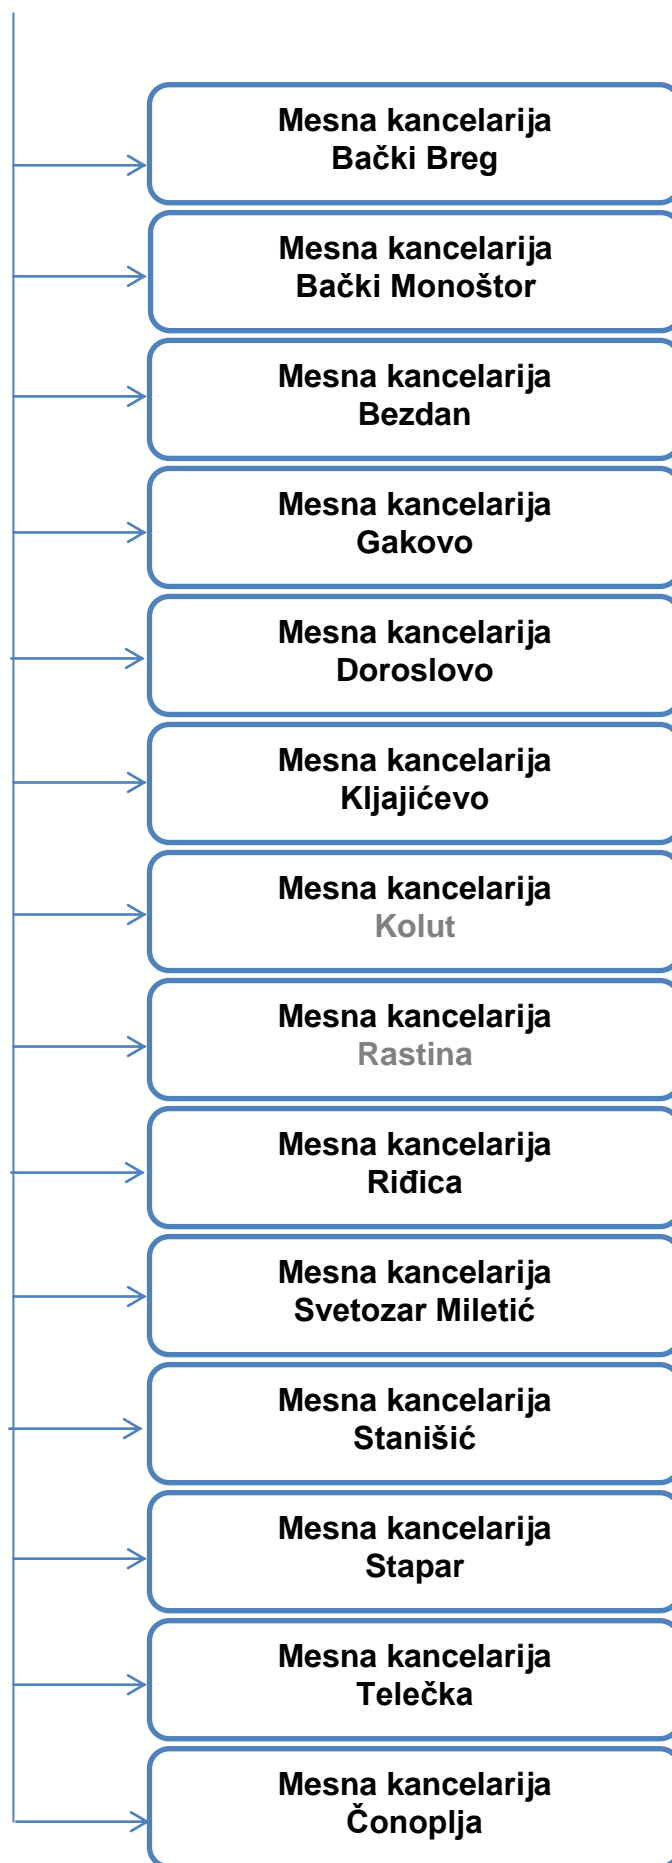 Mesna kancelarija
Bački Breg
Mesna kancelarija
Bački Monoštor
Mesna kancelarija
Bezdan
Mesna kancelarija
Gakovo
Mesna kancelarija
Doroslovo
Mesna kancelarija
Kljajićevo
Mesna kancelarija
Kolut
Mesna kancelarija
Rastina
Mesna kancelarija
Riđica
Mesna kancelarija
Svetozar Miletić
Mesna kancelarija
Stanišić
Mesna kancelarija
Stapar
Mesna kancelarija
Telečka
Mesna kancelarija
Čonoplja